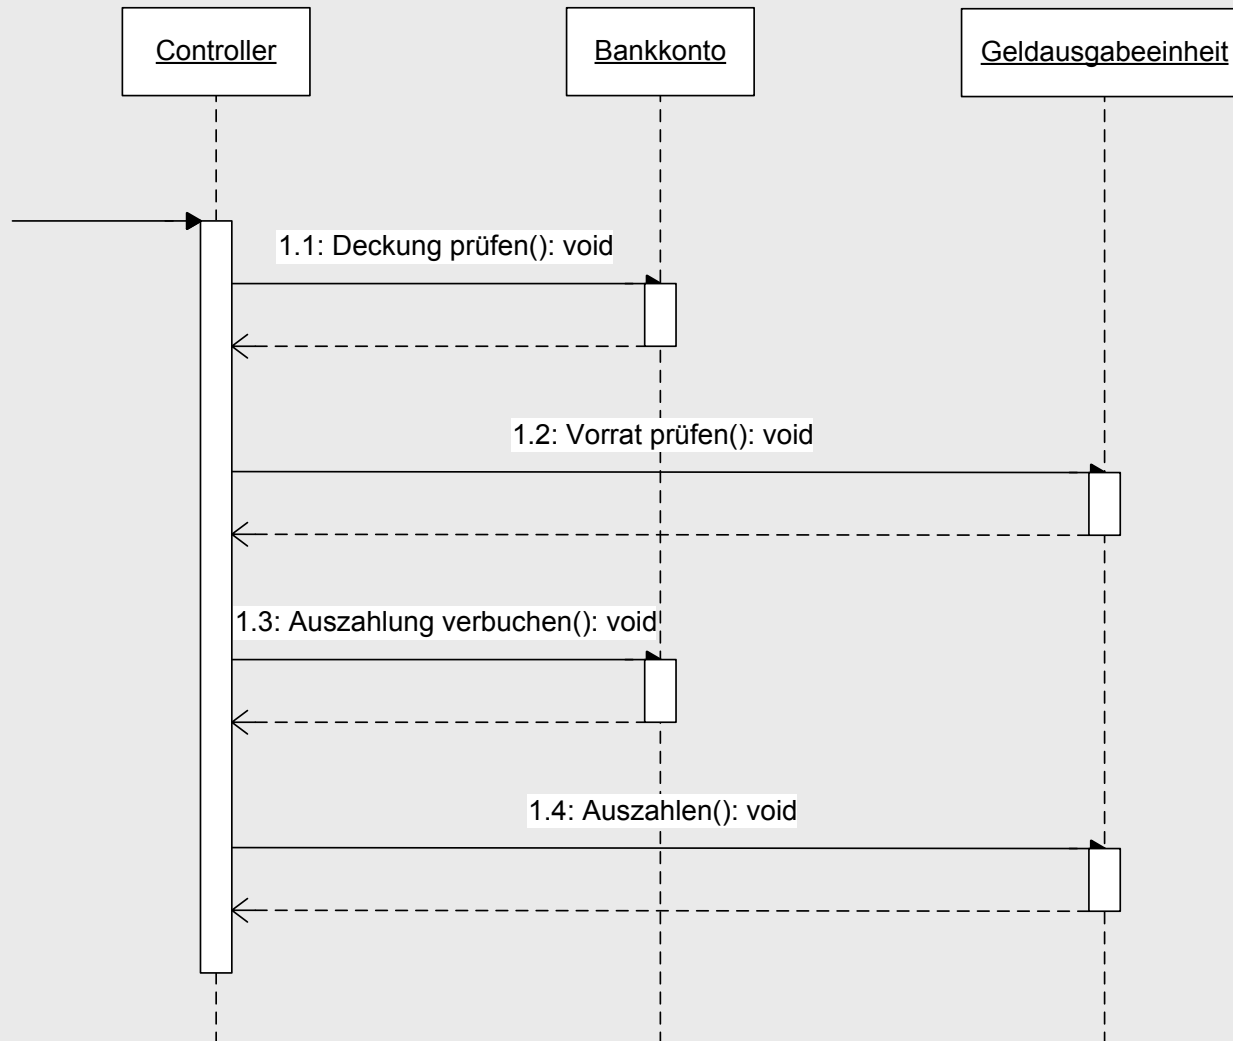 Controller
Bankkonto
Geldausgabeeinheit
1.1: Deckung prüfen(): void
1.2: Vorrat prüfen(): void
1.3: Auszahlung verbuchen(): void
1.4: Auszahlen(): void